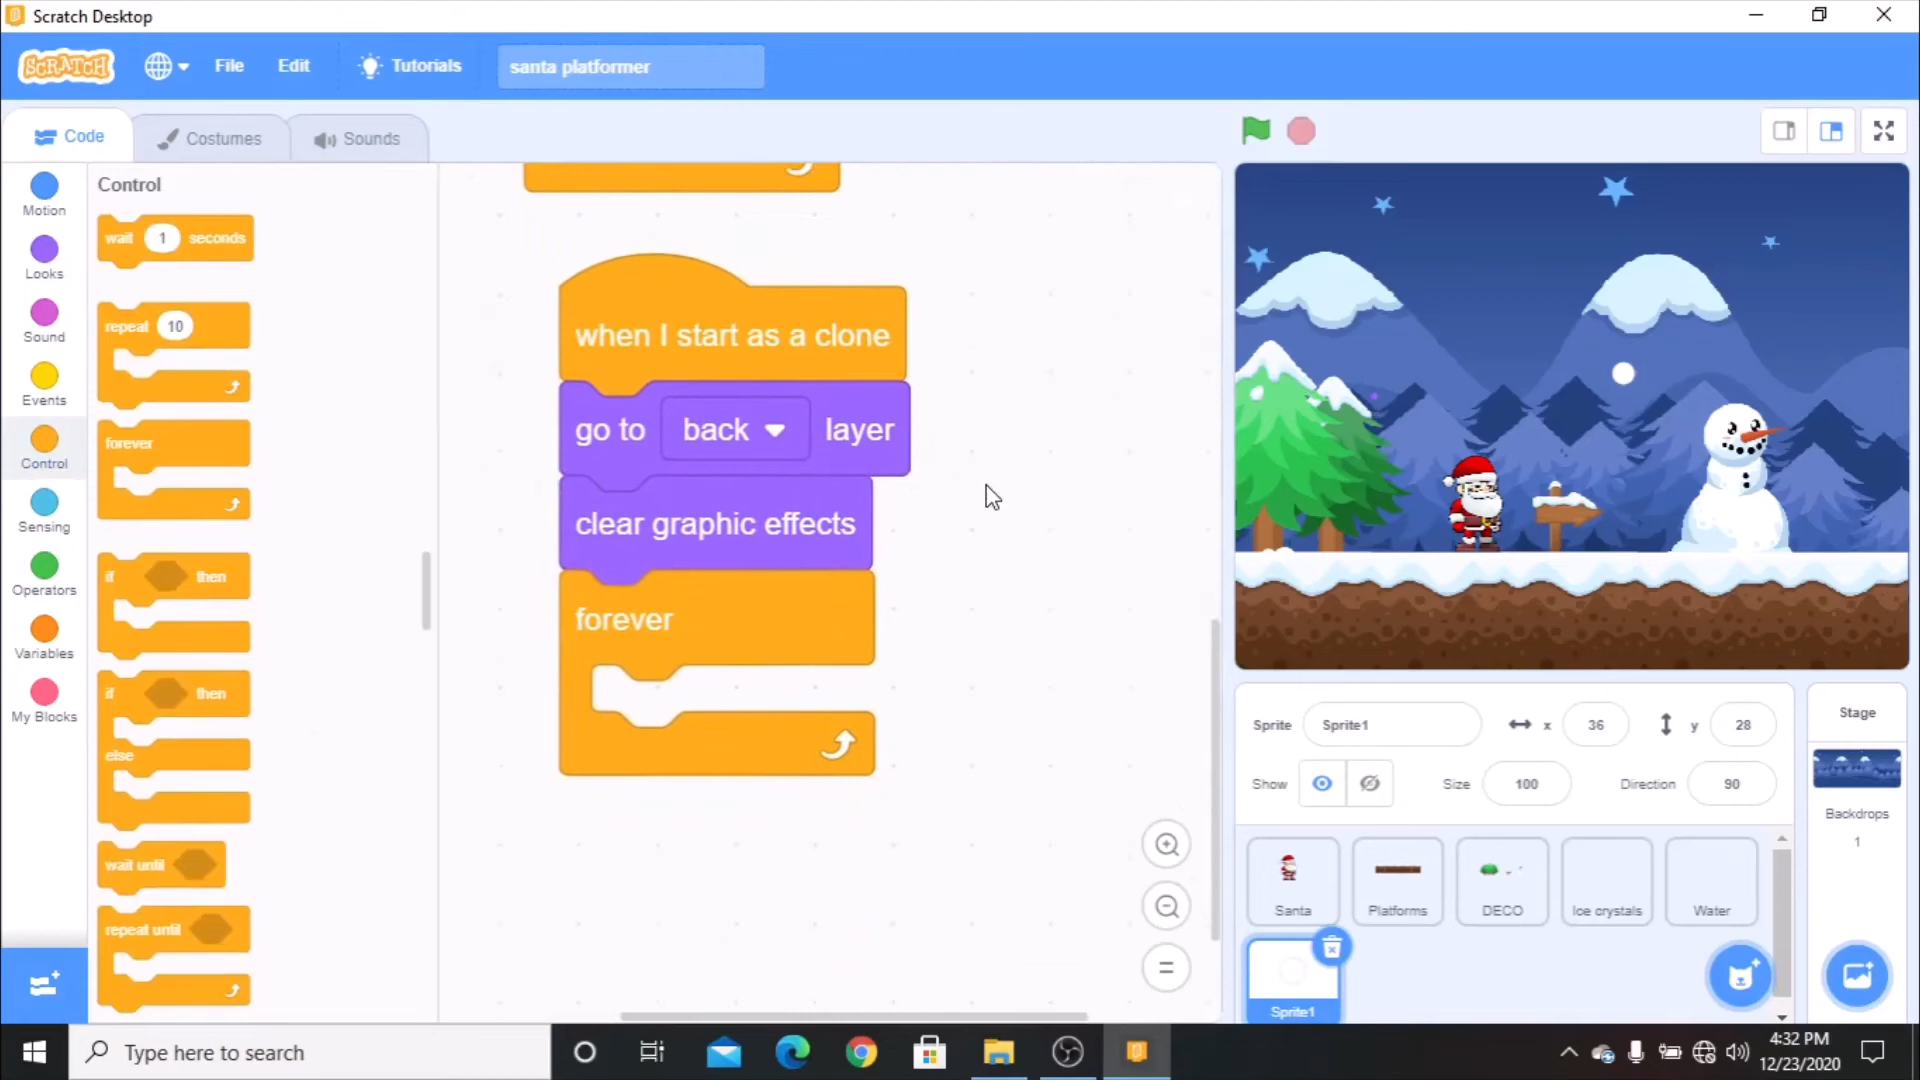 Scratch Desktop
SCRATCH
File
Edit
Tutorials
santa platformer
Code
Costumes
Sounds
Motion
Looks
Sound
Events
Control
Sensing
Operators
Variables
My Blocks
Control
wait 1 seconds
repeat 10
forever
if then
if then
else
wait until
repeat until
when I start as a clone
go to back layer
clear graphic effects
forever
Sprite Sprite1 x 36 y 28
Show Size 100 Direction 90
Santa
Platforms
DECO
Ice crystals
Water
Sprite1
Stage
Backdrops
1
Type here to search
4:32 PM
12/23/2020